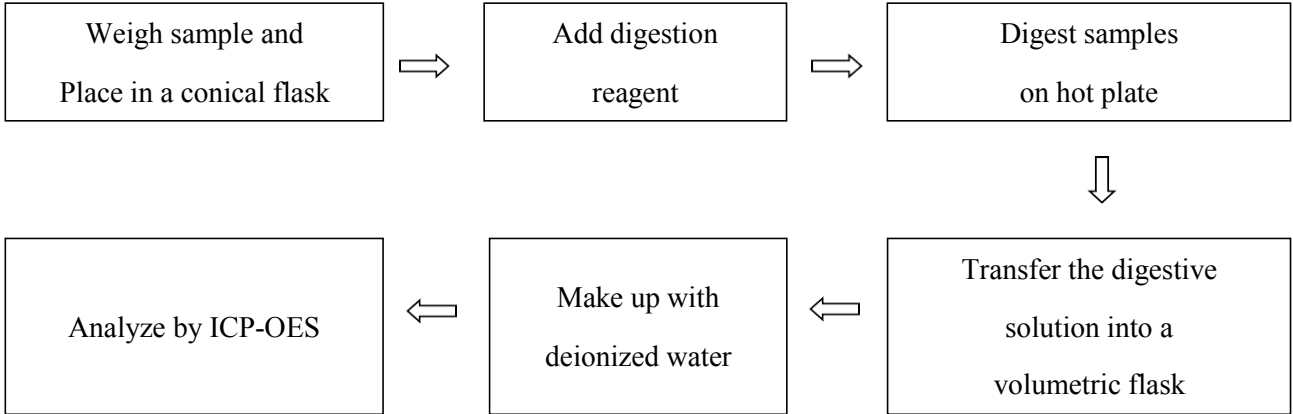 Weigh sample and
Place in a conical flask
Add digestion
reagent
Digest samples
on hot plate
Transfer the digestive
solution into a
volumetric flask
Make up with
deionized water
Analyze by ICP-OES